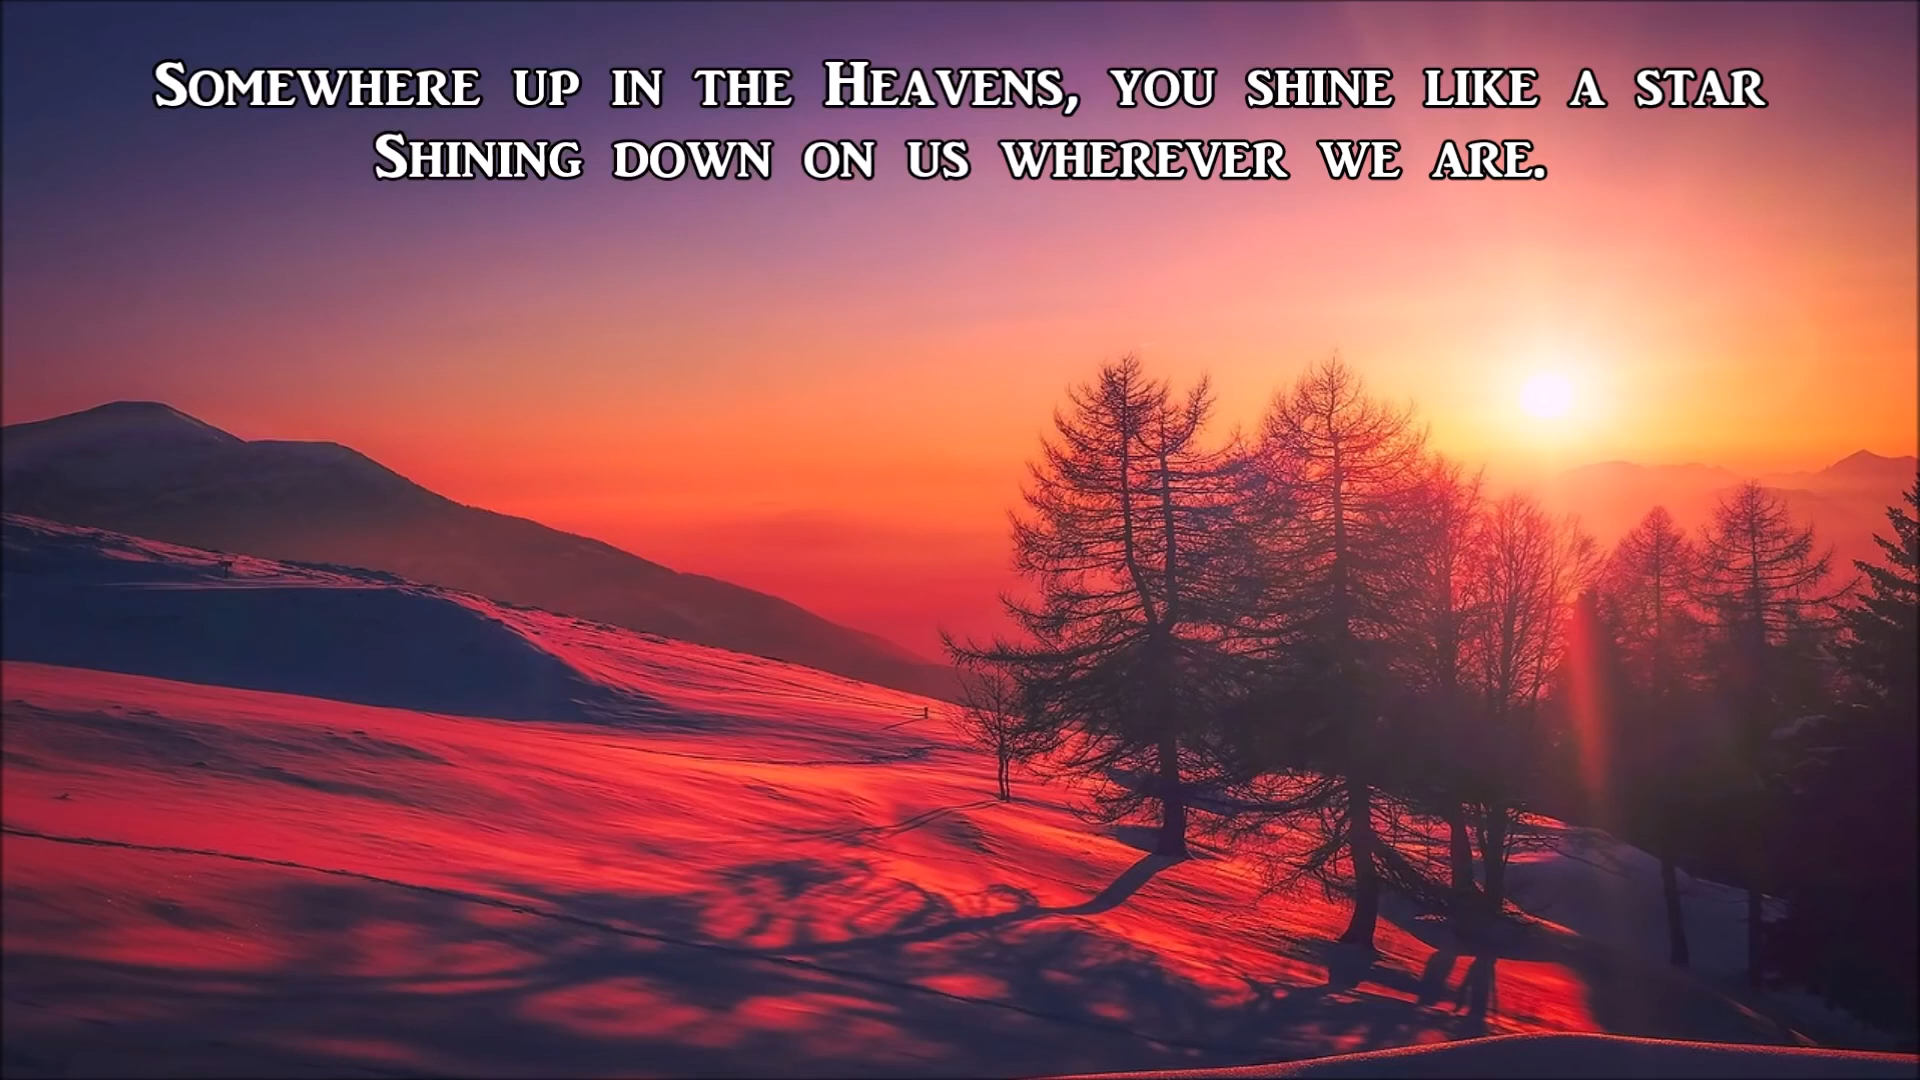 Somewhere up in the Heavens, you shine like a star
Shining down on us wherever we are.